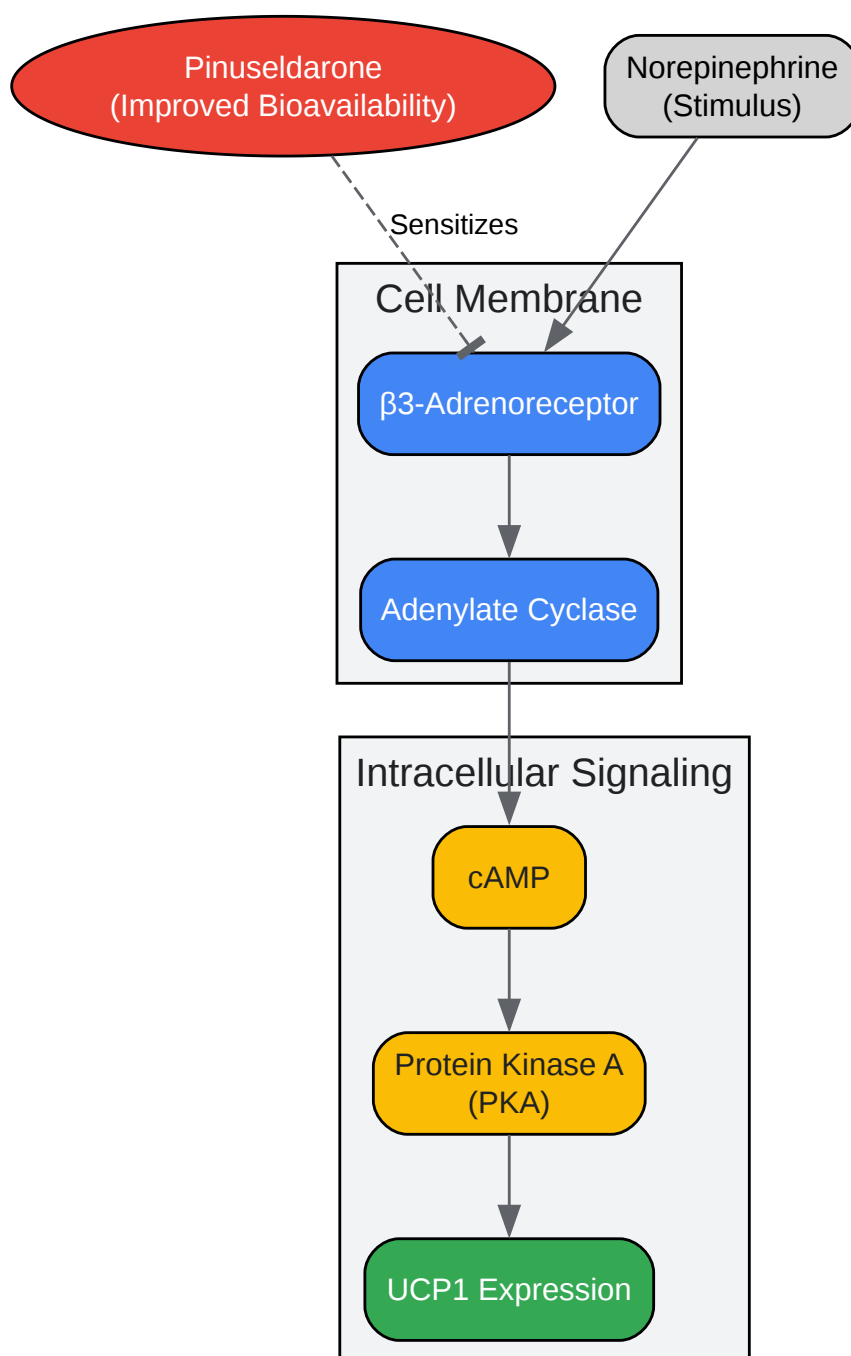 Pinuseldarone
(Improved Bioavailability)
Norepinephrine
(Stimulus)
Sensitizes
Cell Membrane
β3-Adrenoreceptor
Adenylate Cyclase
Intracellular Signaling
cAMP
Protein Kinase A
(PKA)
UCP1 Expression